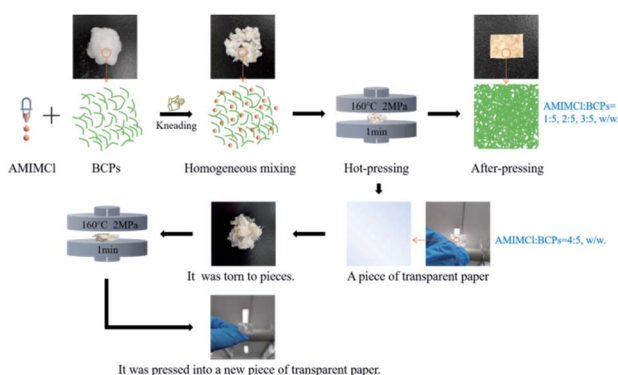 160℃ 2MPa
1min
AMIMCl:BCPs=
1:5, 2:5, 3:5, w/w.
Kneading
AMIMCl
BCPs
Homogeneous mixing
Hot-pressing
After-pressing
160℃ 2MPa
1min
AMIMCl:BCPs=4:5, w/w.
It was torn to pieces.
A piece of transparent paper
It was pressed into a new piece of transparent paper.